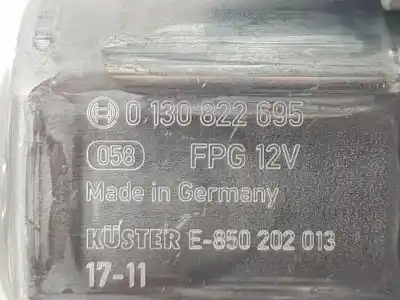 0 130 822 695
058 FPG 12V
Made in Germany
KÜSTER E-850 202 013
17-11